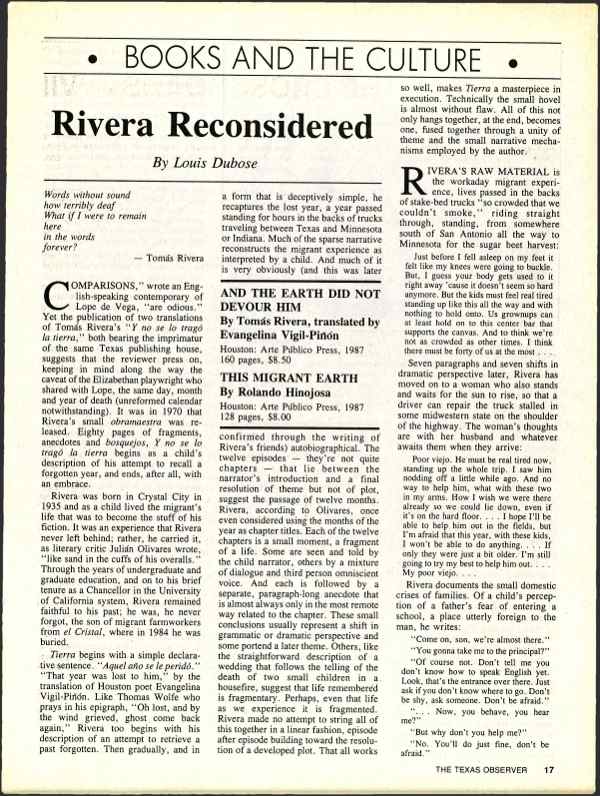 • BOOKS AND THE CULTURE •
Rivera Reconsidered
By Louis Dubose
Words without sound
how terribly deaf
What if I were to remain
here
in the words
forever?
— Tomás Rivera
COMPARISONS," wrote an Eng-
lish-speaking contemporary of
Lope de Vega, "are odious."
Yet the publication of two translations
of Tomás Rivera's "Y no se lo tragó
la tierra," both bearing the imprimatur
of the same Texas publishing house,
suggests that the reviewer press on,
keeping in mind along the way the
caveat of the Elizabethan playwright who
shared with Lope, the same day, month
and year of death (unreformed calendar
notwithstanding). It was in 1970 that
Rivera's small obramaestra was re-
leased. Eighty pages of fragments,
anecdotes and bosquejos, Y no se lo
tragó la tierra begins as a child's
description of his attempt to recall a
forgotten year, and ends, after all, with
an embrace.
Rivera was born in Crystal City in
1935 and as a child lived the migrant's
life that was to become the stuff of his
fiction. It was an experience that Rivera
never left behind; rather, he carried it,
as literary critic Julián Olivares wrote,
"like sand in the cuffs of his overalls."
Through the years of undergraduate and
graduate education, and on to his brief
tenure as a Chancellor in the University
of California system, Rivera remained
faithful to his past; he was, he never
forgot, the son of migrant farmworkers
from el Cristal, where in 1984 he was
buried.
Tierra begins with a simple declara-
tive sentence. "Aquel año se le peridó."
"That year was lost to him," by the
translation of Houston poet Evangelina
Vigil-Piñón. Like Thomas Wolfe who
prays in his epigraph, "Oh lost, and by
the wind grieved, ghost come back
again," Rivera too begins with his
description of an attempt to retrieve a
past forgotten. Then gradually, and in
a form that is deceptively simple, he
recaptures the lost year, a year passed
standing for hours in the backs of trucks
traveling between Texas and Minnesota
or Indiana. Much of the sparse narrative
reconstructs the migrant experience as
interpreted by a child. And much of it
is very obviously (and this was later
AND THE EARTH DID NOT
DEVOUR HIM
By Tomás Rivera, translated by
Evangelina Vigil-Piñón
Houston: Arte Público Press, 1987
160 pages, $8.50
THIS MIGRANT EARTH
By Rolando Hinojosa
Houston: Arte Público Press, 1987
128 pages, $8.00
confirmed through the writing of
Rivera's friends) autobiographical. The
twelve episodes — they're not quite
chapters — that lie between the
narrator's introduction and a final
resolution of theme but not of plot,
suggest the passage of twelve months.
Rivera, according to Olivares, once
even considered using the months of the
year as chapter titles. Each of the twelve
chapters is a small moment, a fragment
of a life. Some are seen and told by
the child narrator, others by a mixture
of dialogue and third person omniscient
voice. And each is followed by a
separate, paragraph-long anecdote that
is almost always only in the most remote
way related to the chapter. These small
conclusions usually represent a shift in
grammatical or dramatic perspective and
some portend a later theme. Others, like
the straightforward description of a
wedding that follows the telling of the
death of two small children in a
housefire, suggest that life remembered
is fragmentary. Perhaps, even that life
as we experience it is fragmented.
Rivera made no attempt to string all of
this together in a linear fashion, episode
after episode building toward the resolu-
tion of a developed plot. That all works
so well, makes Tierra a masterpiece in
execution. Technically the small novel
is almost without flaw. All of this not
only hangs together, at the end, becomes
one, fused together through a unity of
theme and the small narrative mecha-
nisms employed by the author.
RIVERA'S RAW MATERIAL is
the workaday migrant experi-
ence, lives passed in the backs
of stake-bed trucks "so crowded that we
couldn't smoke," riding straight
through, standing, from somewhere
south of San Antonio all the way to
Minnesota for the sugar beet harvest:
Just before I fell asleep on my feet it
felt like my knees were going to buckle.
But, I guess your body gets used to it
right away 'cause it doesn't seem so hard
anymore. But the kids must feel real tired
standing up like this all the way and with
nothing to hold onto. Us grownups can
at least hold on to this center bar that
supports the canvas. And to think we're
not as crowded as other times. I think
there must be forty of us at the most . . .
Seven paragraphs and seven shifts in
dramatic perspective later, Rivera has
moved on to a woman who also stands
and waits for the sun to rise, so that a
driver can repair the truck stalled in
some midwestern state on the shoulder
of the highway. The woman's thoughts
are with her husband and whatever
awaits them when they arrive:
Poor viejo. He must be real tired now,
standing up the whole trip. I saw him
nodding off a little while ago. And no
way to help him, what with these two
in my arms. How I wish we were there
already so we could lie down, even if
it's on the hard floor. . . . I hope I'll be
able to help him out in the fields, but
I'm afraid that this year, with these kids,
I won't be able to do anything. . . . If
only they were just a bit older. I'm still
going to try my best to help him out. . . .
My poor viejo. . . .
Rivera documents the small domestic
crises of families. Of a child's percep-
tion of a father's fear of entering a
school, a place utterly foreign to the
man, he writes:
"Come on, son, we're almost there."
"You gonna take me to the principal?"
"Of course not. Don't tell me you
don't know how to speak English yet.
Look, that's the entrance over there. Just
ask if you don't know where to go. Don't
be shy, ask someone. Don't be afraid."
". . . Now, you behave, you hear
me?"
"But why don't you help me?"
"No. You'll do just fine, don't be
afraid."
THE TEXAS OBSERVER 17